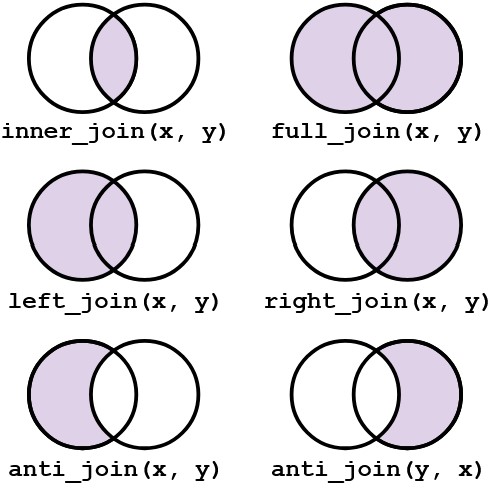 inner_join(x, y) full_join(x, y)
left_join(x, y) right_join(x, y)
anti_join(x, y) anti_join(y, x)